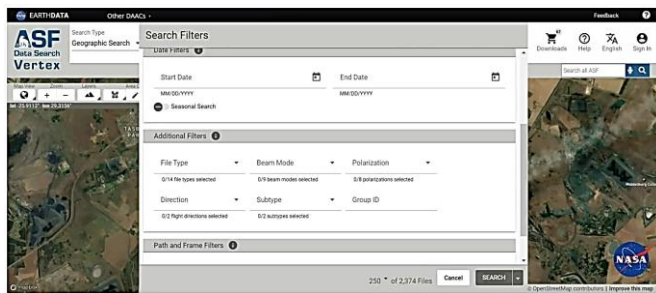 EARTHDATA Other DAACs Feedback
ASF
Data Search
Vertex
Search Type
Geographic Search
Search Filters
Downloads Help English Sign In
Date Filters
Search all ASF
Start Date End Date
MM/DD/YYYY MM/DD/YYYY
Seasonal Search
Additional Filters
File Type Beam Mode Polarization
0/14 file types selected 0/9 beam modes selected 0/8 polarizations selected
Direction Subtype Group ID
0/2 flight directions selected 0/2 subtypes selected
Path and Frame Filters
250 of 2,374 Files Cancel SEARCH
NASA
© OpenStreetMap contributors | Improve this map